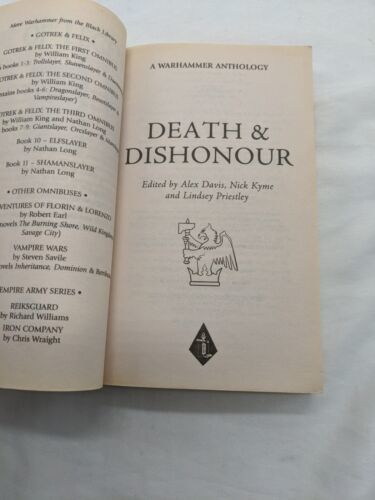 More Warhammer from the Black Library
• GOTREK & FELIX •
GOTREK & FELIX: THE FIRST OMNIBUS
by William King
books 1-3: Trollslayer, Skavenslayer &
GOTREK & FELIX: THE SECOND OMNIBUS
by William King
books 4-6: Dragonslayer, Beastslayer &
Vampireslayer)
GOTREK & FELIX: THE THIRD OMNIBUS
by William King and Nathan Long
books 7-9: Giantslayer, Orcslayer &
Book 10 – ELFSLAYER
by Nathan Long
Book 11 – SHAMANSLAYER
by Nathan Long
• OTHER OMNIBUSES •
OF FLORIN & LORENZO
by Robert Earl
novels The Burning Shore, Wild Kingdoms
Savage City)
VAMPIRE WARS
by Steven Savile
novels Inheritance, Dominion &
EMPIRE ARMY SERIES •
REIKSGUARD
by Richard Williams
IRON COMPANY
by Chris Wraight
A WARHAMMER ANTHOLOGY
DEATH &
DISHONOUR
Edited by Alex Davis, Nick Kyme
and Lindsey Priestley